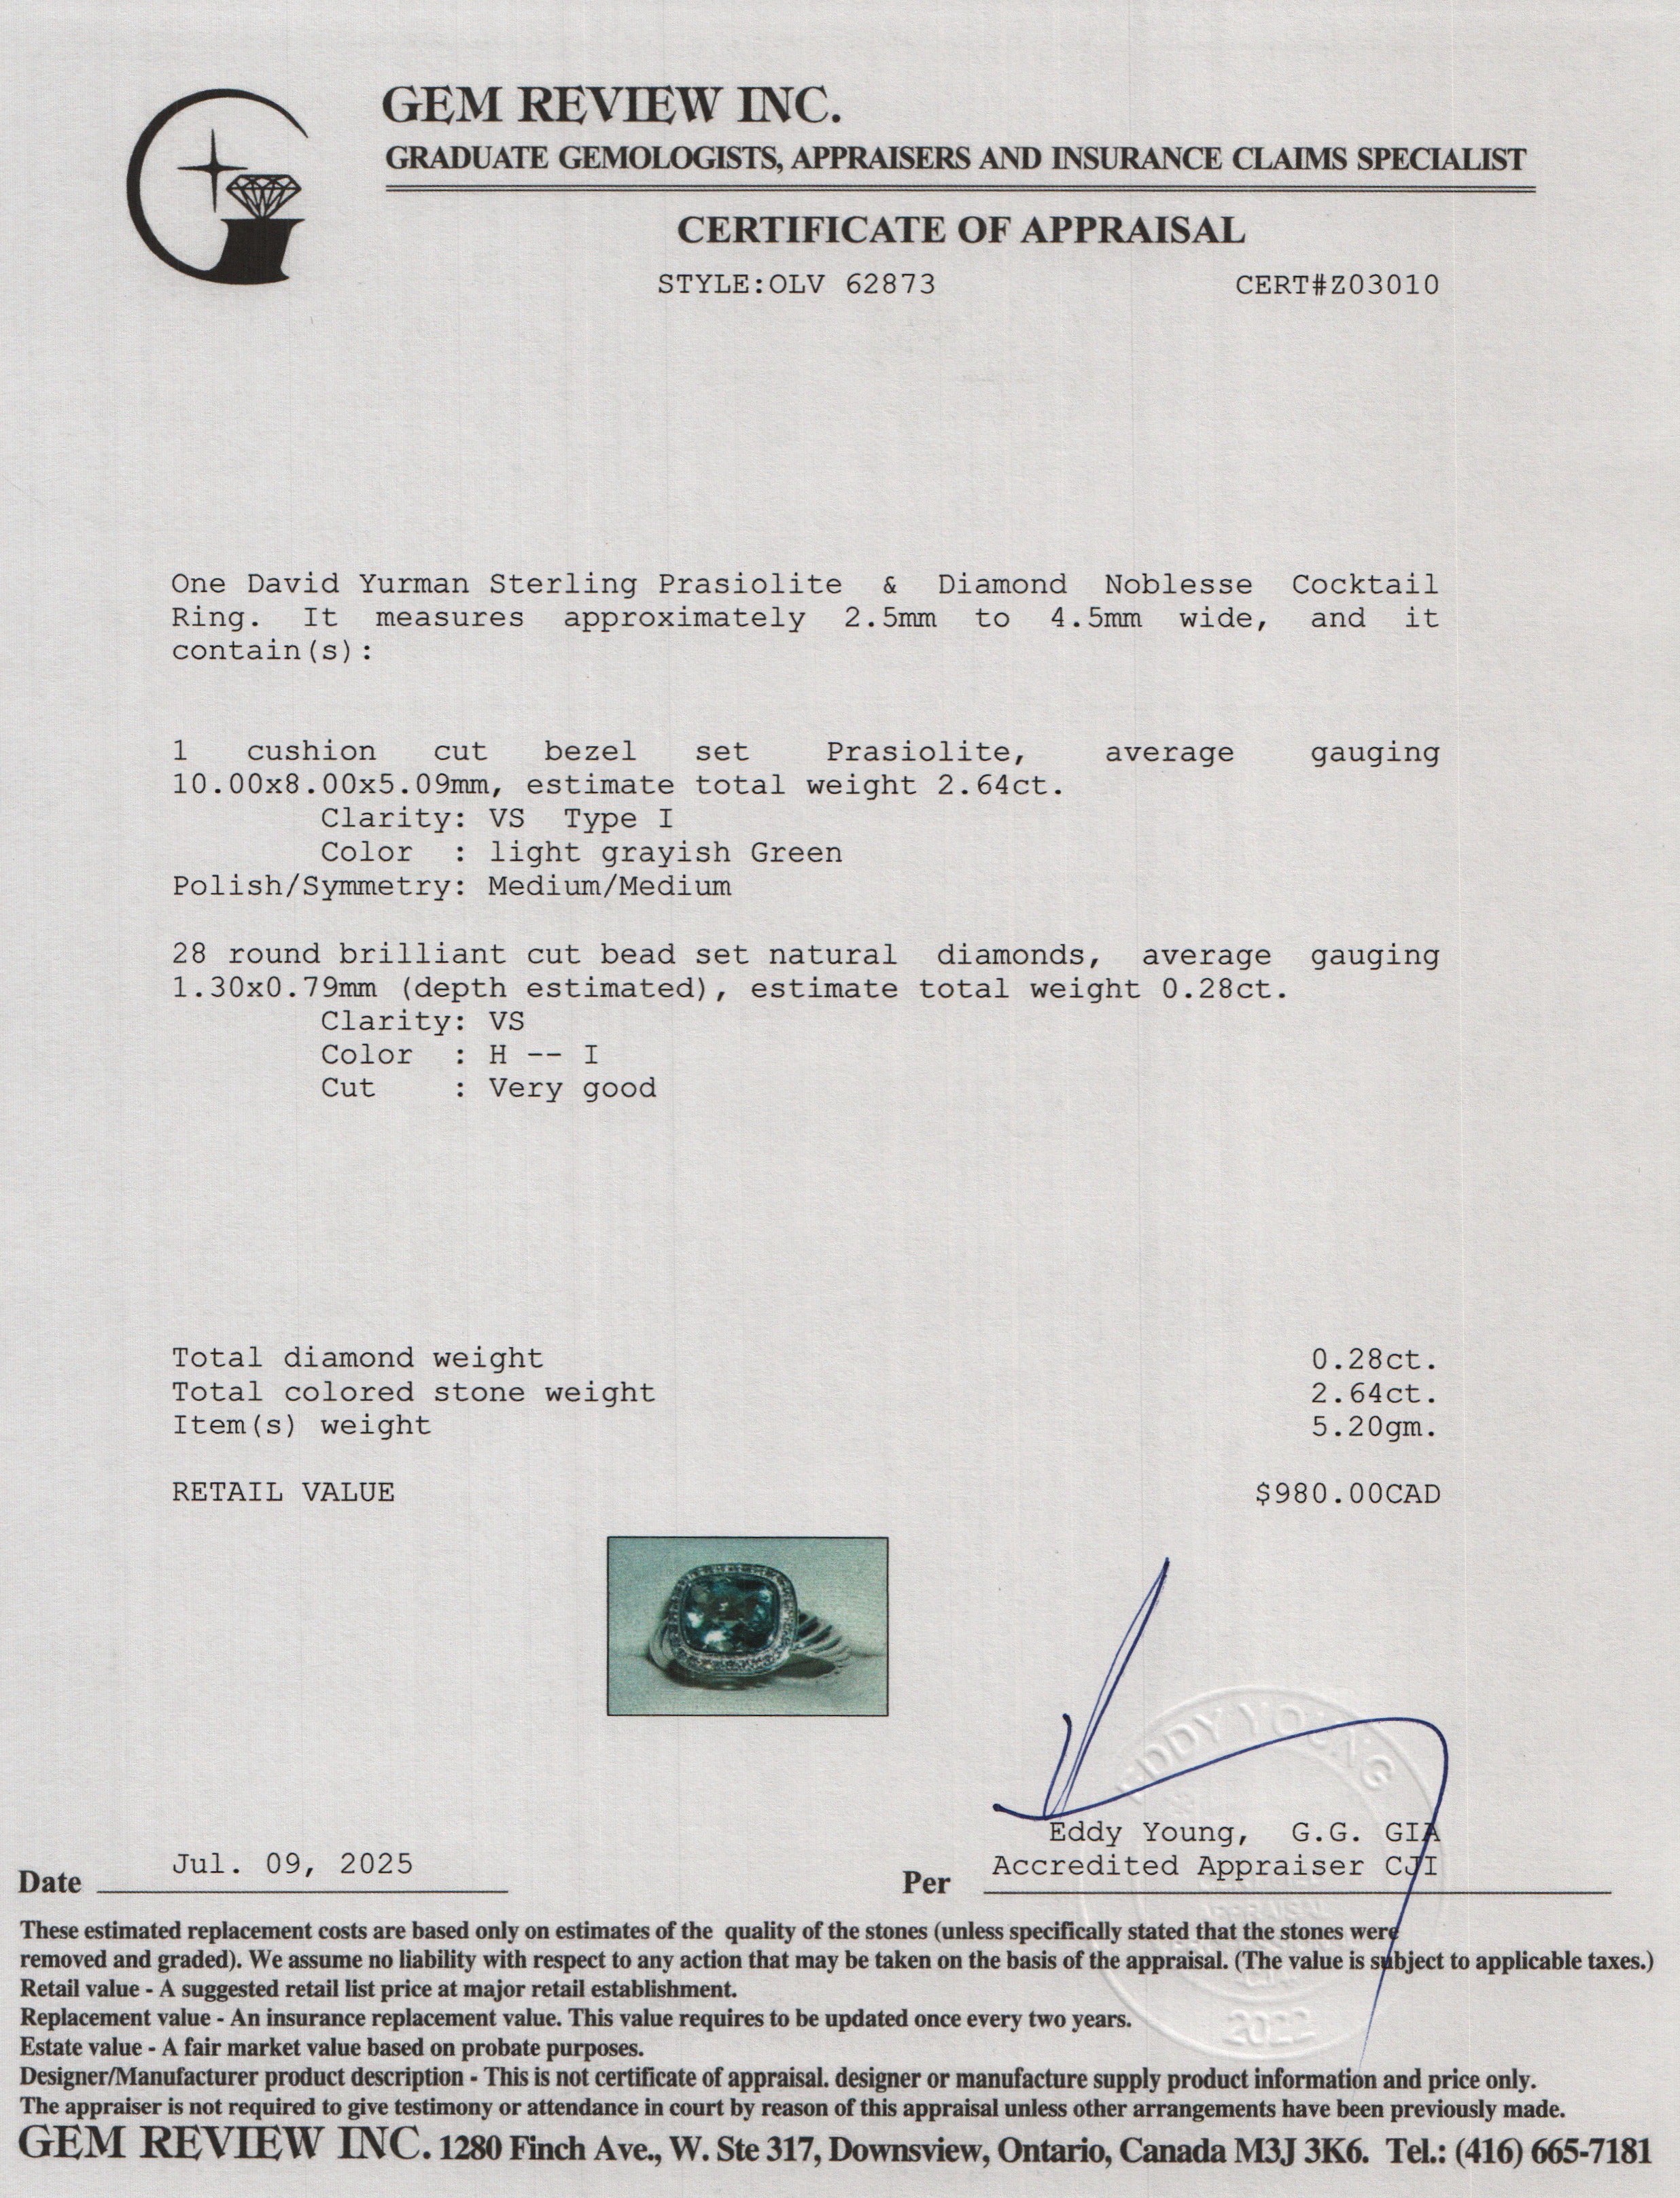 GEM REVIEW INC.
GRADUATE GEMOLOGISTS, APPRAISERS AND INSURANCE CLAIMS SPECIALIST
CERTIFICATE OF APPRAISAL
STYLE:OLV 62873 CERT#Z03010
One David Yurman Sterling Prasiolite & Diamond Noblesse Cocktail
Ring. It measures approximately 2.5mm to 4.5mm wide, and it
contain(s):
1 cushion cut bezel set Prasiolite, average gauging
10.00x8.00x5.09mm, estimate total weight 2.64ct.
Clarity: VS Type I
Color : light grayish Green
Polish/Symmetry: Medium/Medium
28 round brilliant cut bead set natural diamonds, average gauging
1.30x0.79mm (depth estimated), estimate total weight 0.28ct.
Clarity: VS
Color : H -- I
Cut : Very good
Total diamond weight 0.28ct.
Total colored stone weight 2.64ct.
Item(s) weight 5.20gm.
RETAIL VALUE $980.00CAD
EDDY YOUNG
Eddy Young, G.G. GIA
Date Jul. 09, 2025 Per Accredited Appraiser CJI
These estimated replacement costs are based only on estimates of the quality of the stones (unless specifically stated that the stones were
removed and graded). We assume no liability with respect to any action that may be taken on the basis of the appraisal. (The value is subject to applicable taxes.)
Retail value - A suggested retail list price at major retail establishment.
Replacement value - An insurance replacement value. This value requires to be updated once every two years.
2022
Estate value - A fair market value based on probate purposes.
Designer/Manufacturer product description - This is not certificate of appraisal. designer or manufacture supply product information and price only.
The appraiser is not required to give testimony or attendance in court by reason of this appraisal unless other arrangements have been previously made.
GEM REVIEW INC. 1280 Finch Ave., W. Ste 317, Downsview, Ontario, Canada M3J 3K6. Tel.: (416) 665-7181